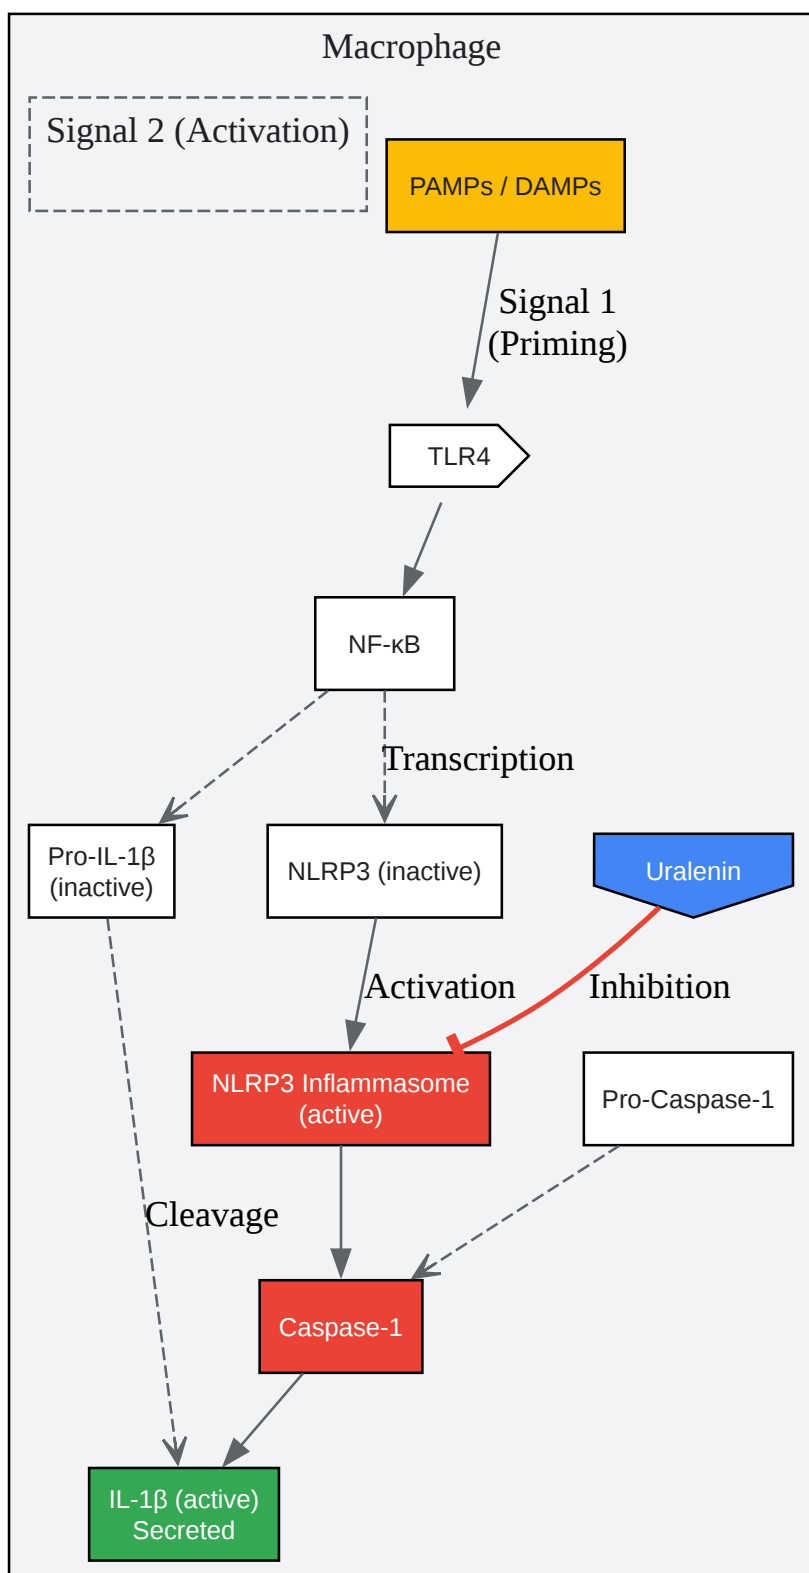 Macrophage
Signal 2 (Activation)
PAMPs / DAMPs
Signal 1
(Priming)
TLR4
NF-κB
Transcription
Pro-IL-1β
(inactive)
NLRP3 (inactive)
Uralenin
Activation
Inhibition
NLRP3 Inflammasome
(active)
Pro-Caspase-1
Cleavage
Caspase-1
IL-1β (active)
Secreted